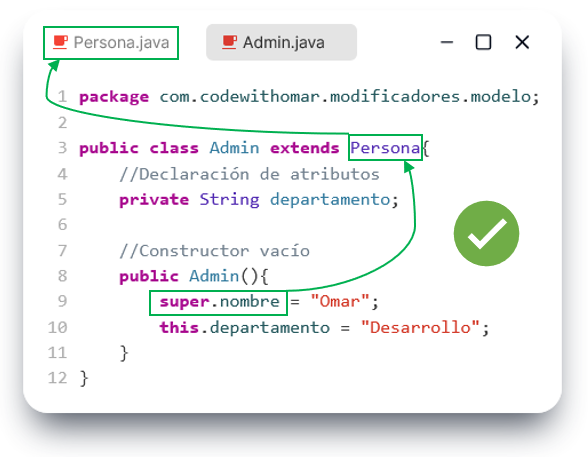 Persona.java
Admin.java
1 package com.codewithomar.modificadores.modelo;
2
3 public class Admin extends Persona{
4 //Declaración de atributos
5 private String departamento;
6
7 //Constructor vacío
8 public Admin(){
9 super.nombre = "Omar";
10 this.departamento = "Desarrollo";
11 }
12 }